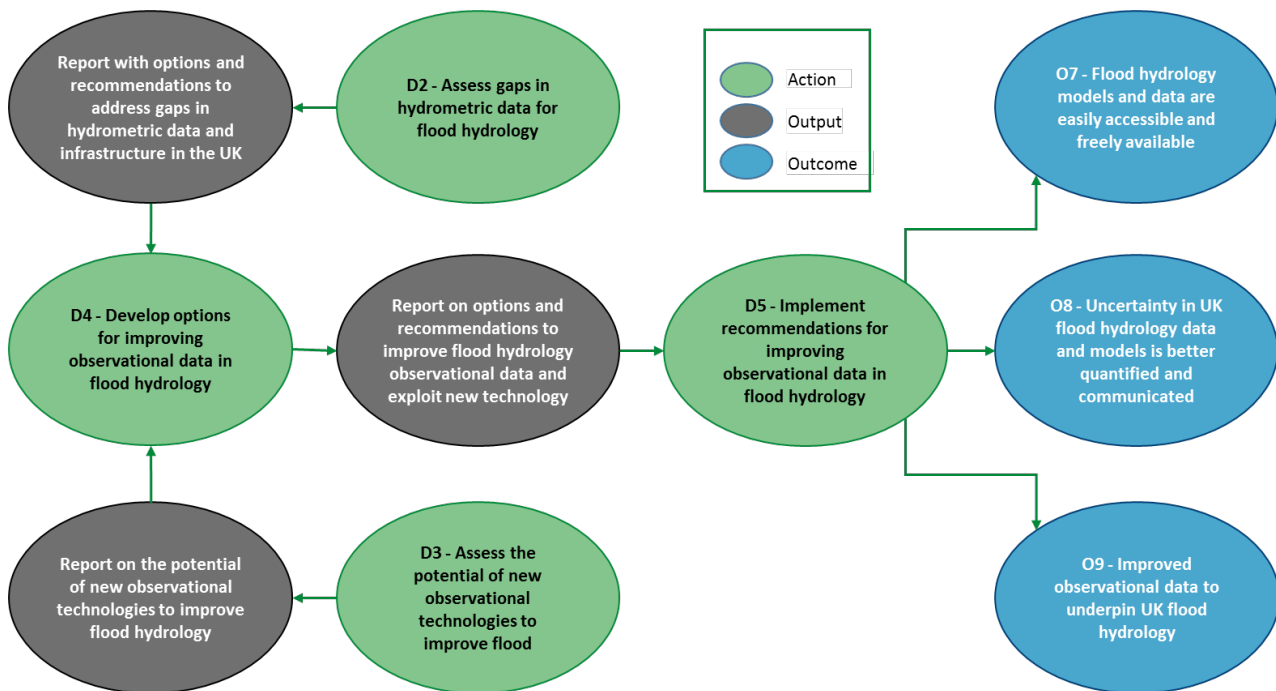 Report with options and
recommendations to
address gaps in
hydrometric data and
infrastructure in the UK
D2 - Assess gaps in
hydrometric data for
flood hydrology
Action
Output
Outcome
O7 - Flood hydrology
models and data are
easily accessible and
freely available
D4 - Develop options
for improving
observational data in
flood hydrology
Report on options and
recommendations to
improve flood hydrology
observational data and
exploit new technology
D5 - Implement
recommendations for
improving
observational data in
flood hydrology
O8 - Uncertainty in UK
flood hydrology data
and models is better
quantified and
communicated
Report on the potential
of new observational
technologies to improve
flood hydrology
D3 - Assess the
potential of new
observational
technologies to
improve flood
O9 - Improved
observational data to
underpin UK flood
hydrology